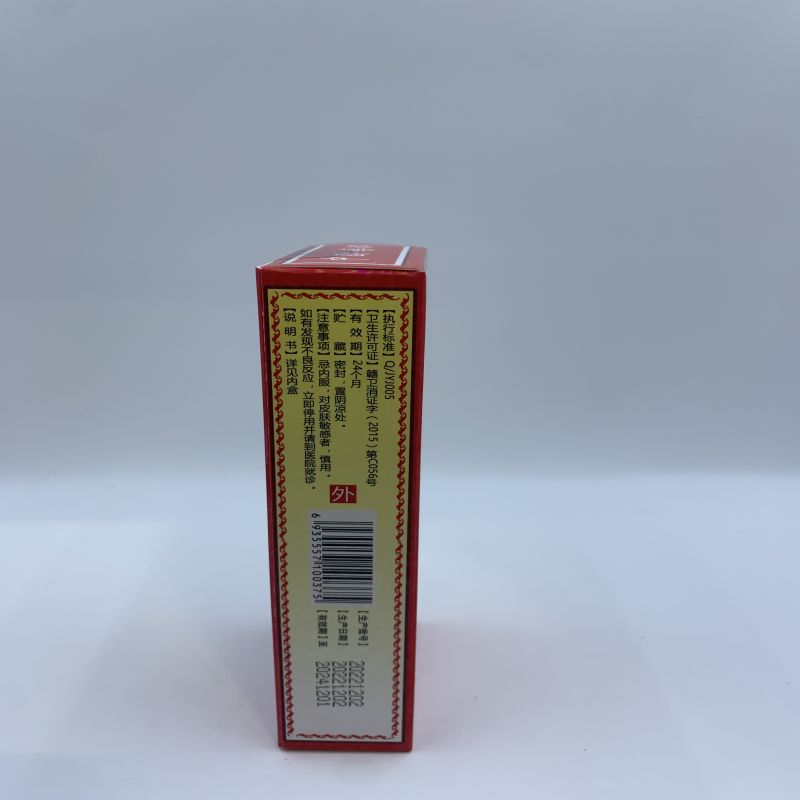 【执行标准】Q/JYJ005
【卫生许可证】赣卫消证字（2015）第C056号
【有 效 期】24个月
【贮 藏】密封，置阴凉处。
【注意事项】忌内服，对皮肤敏感者，慎用。
如有发现不良反应，立即停用并请到医院就诊。
【说 明 书】详见内盒
外
6 935557 100375
【生产批号】 20221202
【生产日期】 20221202
【有效期】至 20241201